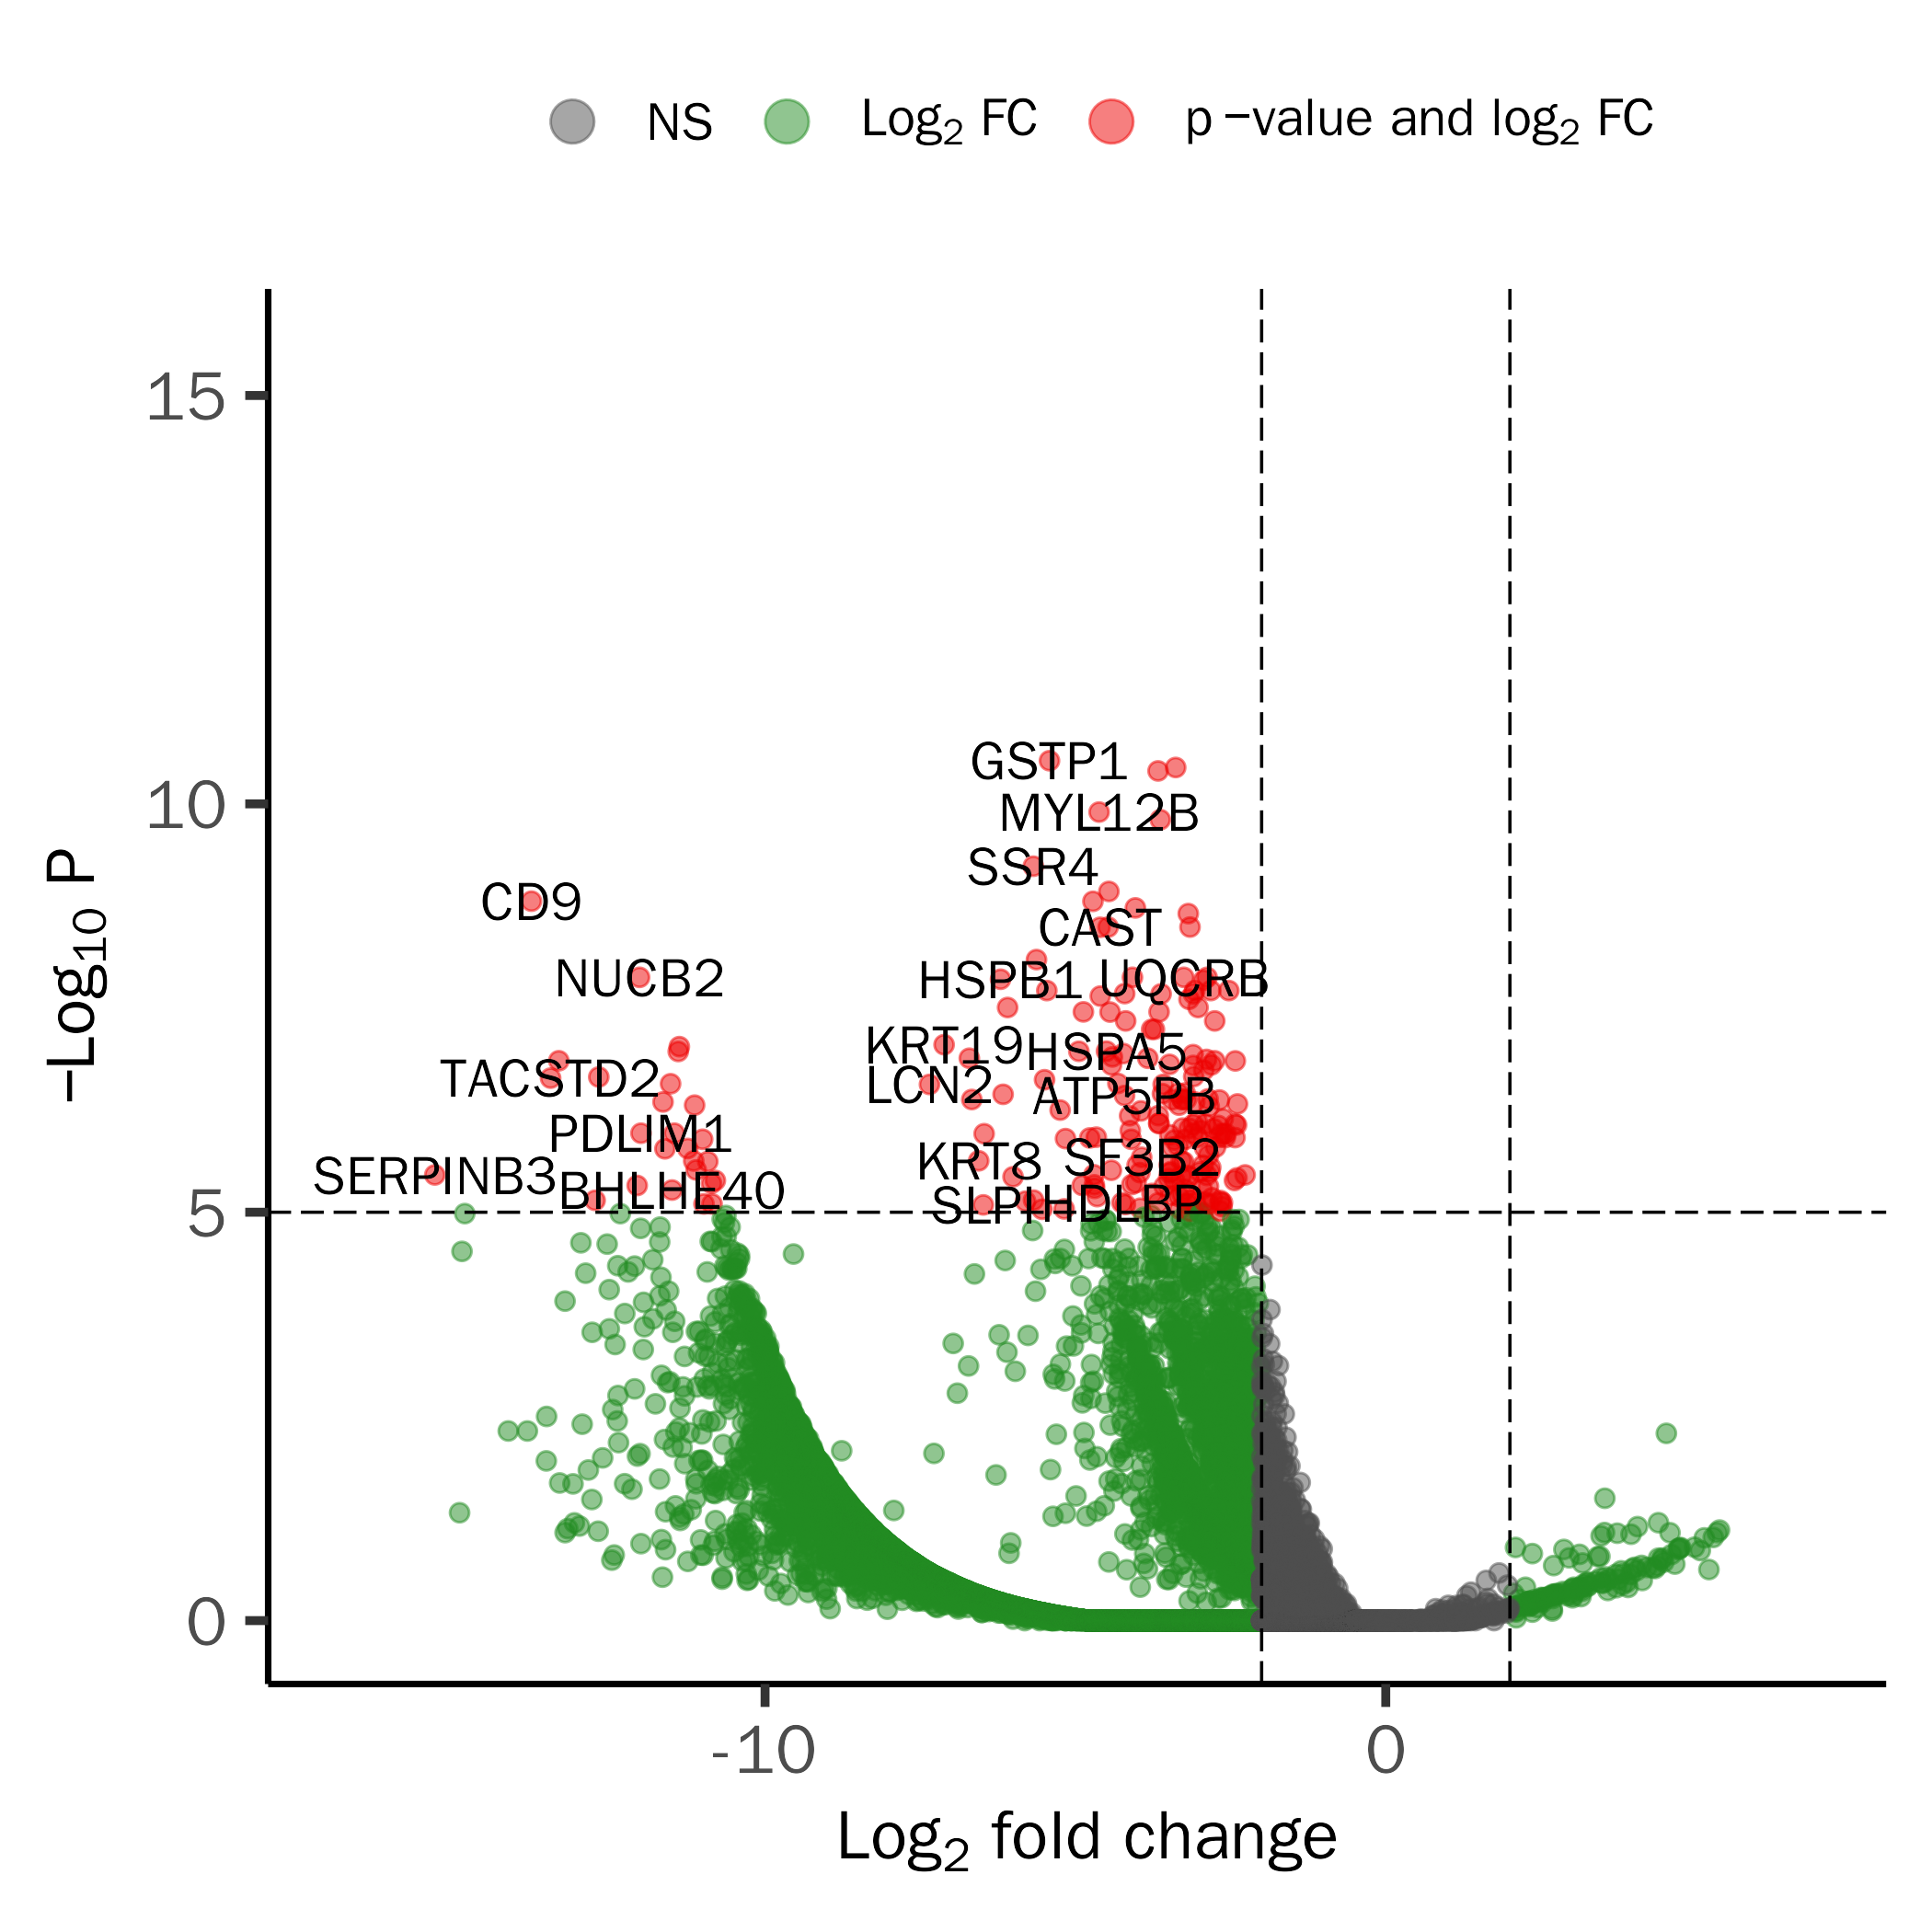 NS Log2 FC p −value and log2 FC
15
10
5
0
−Log10 P
GSTP1
MYL12B
SSR4
CD9
CAST
NUCB2
HSPB1 UQCRB
KRT19 HSPA5
TACSTD2 LCN2
ATP5PB
PDLIM1
KRT8 SF3B2
SERPINB3 BHLHE40
SLPI HDLBP
-10 0
Log2 fold change